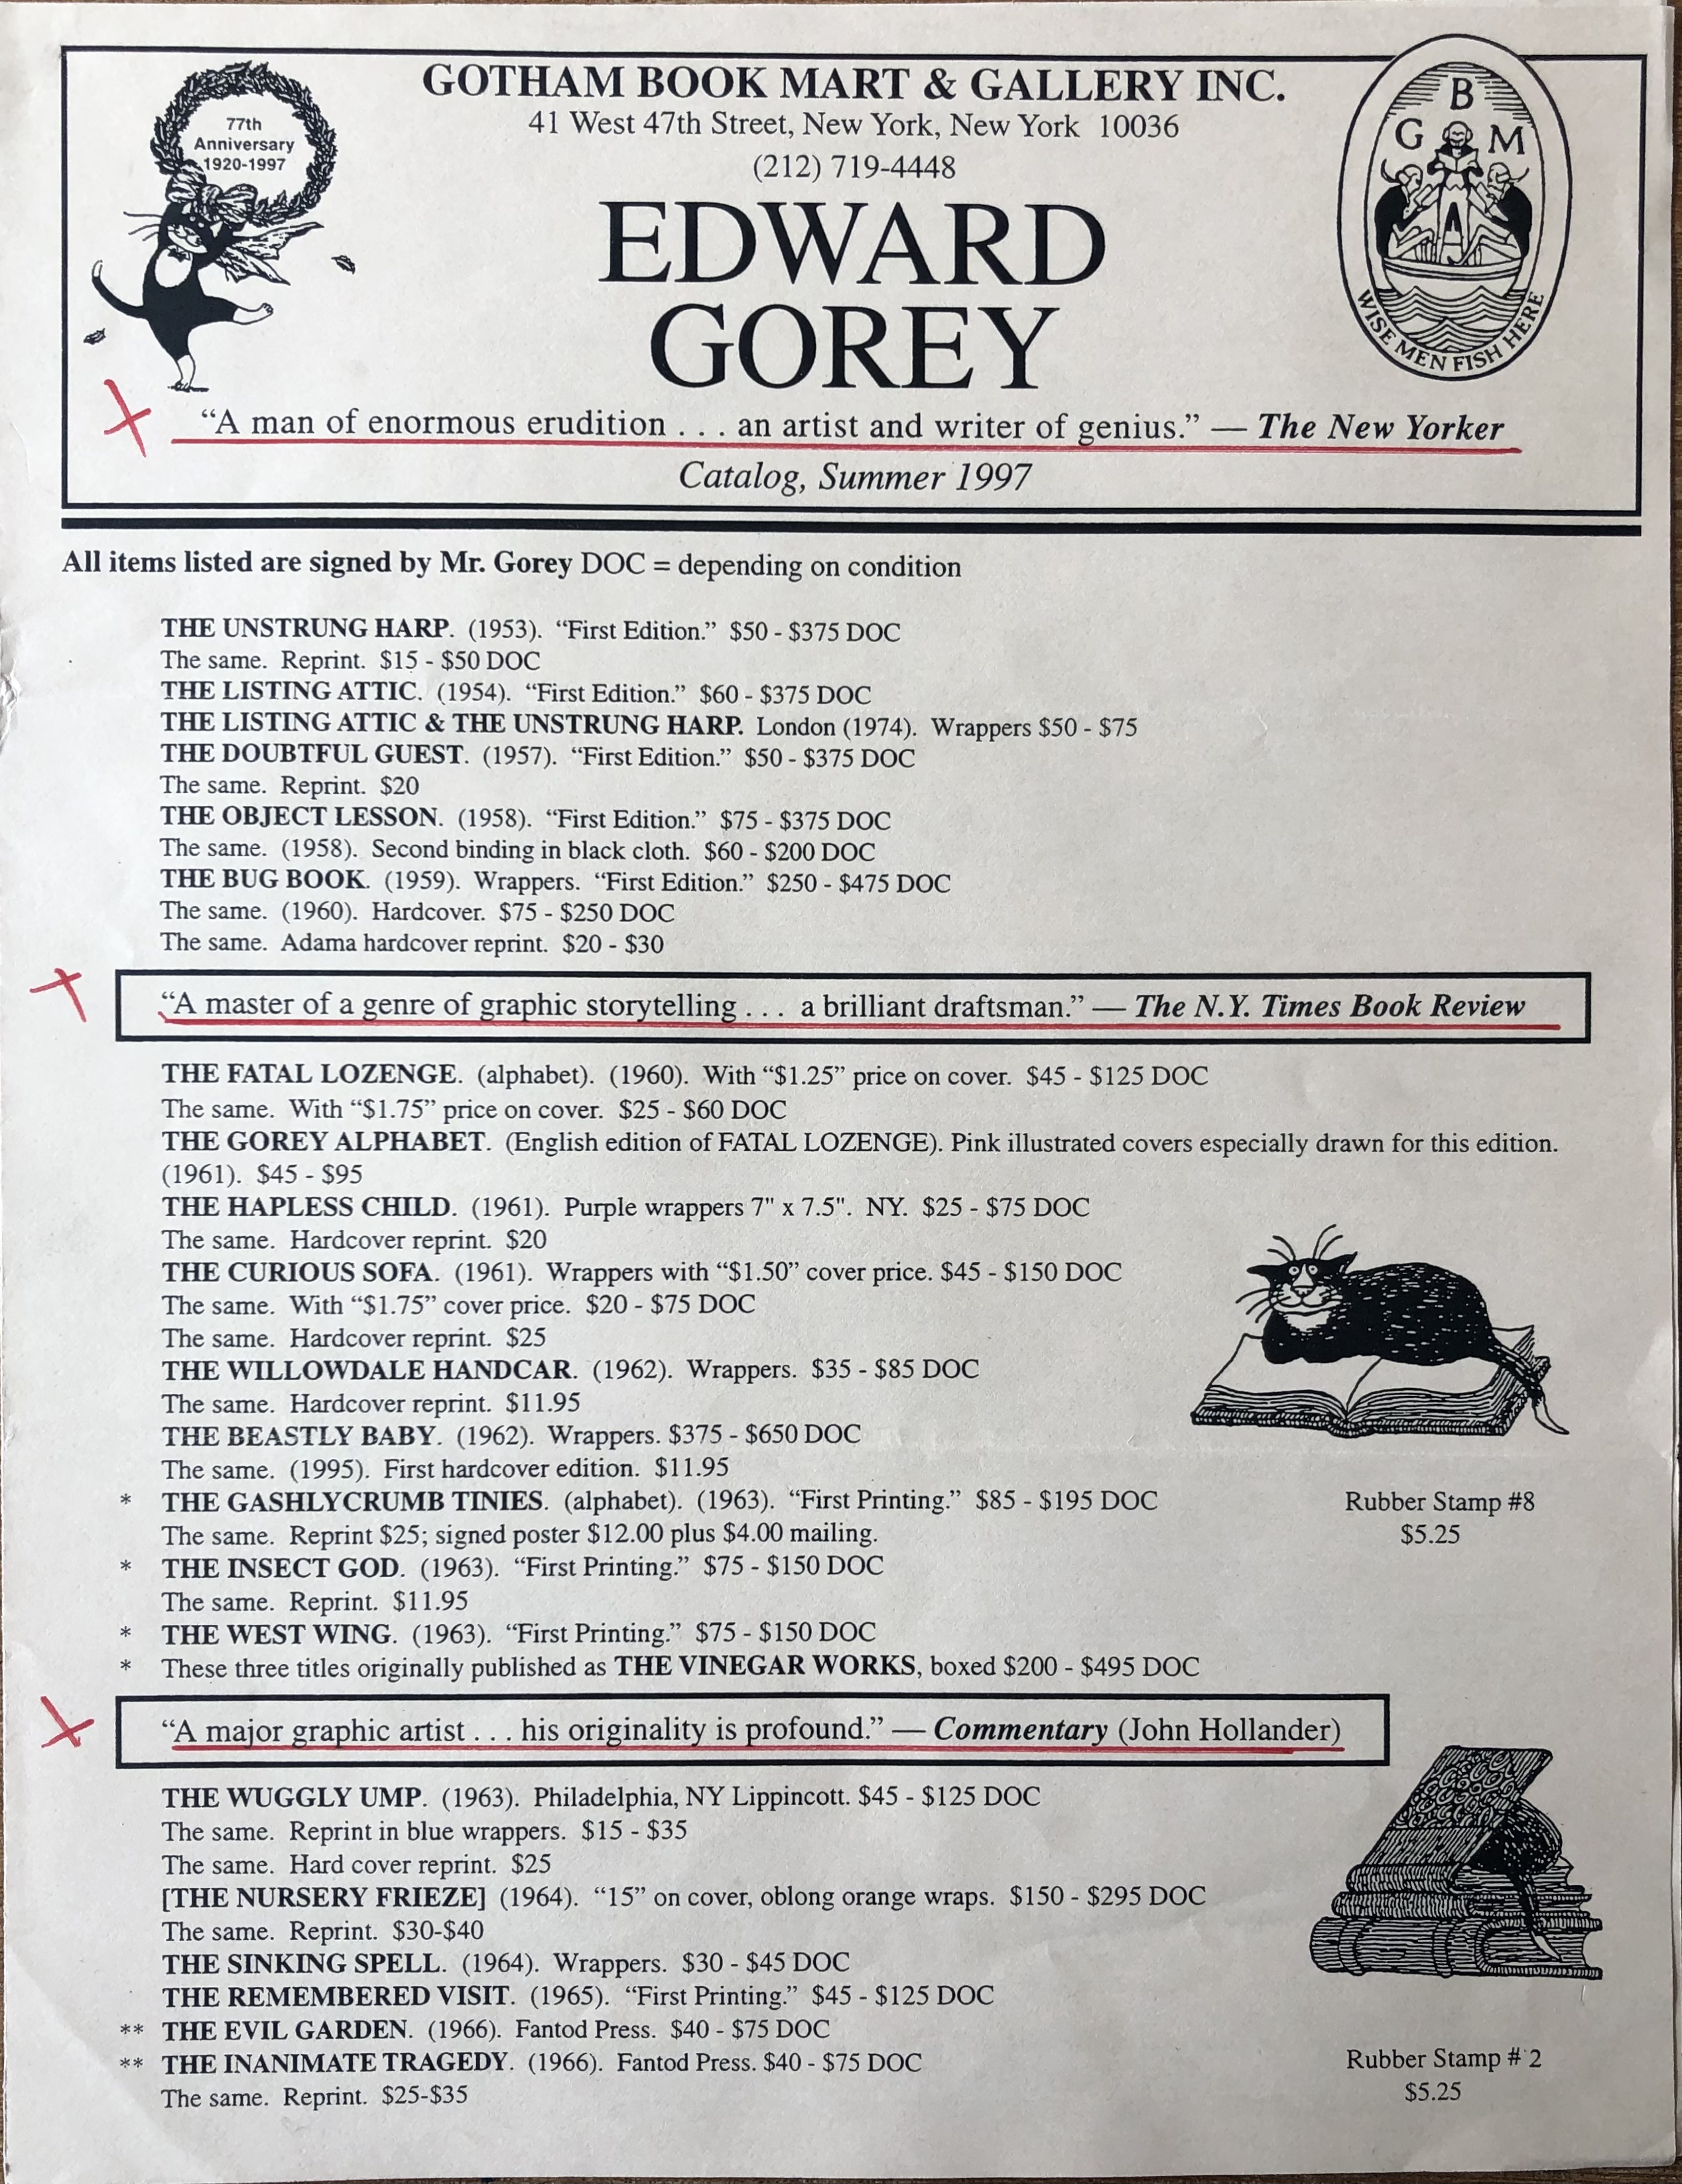 77th
Anniversary
1920-1997
GOTHAM BOOK MART & GALLERY INC.
41 West 47th Street, New York, New York 10036
(212) 719-4448
B
G M
WISE MEN FISH HERE
EDWARD
GOREY
“A man of enormous erudition . . . an artist and writer of genius.” — The New Yorker
Catalog, Summer 1997
All items listed are signed by Mr. Gorey DOC = depending on condition
THE UNSTRUNG HARP. (1953). “First Edition.” $50 - $375 DOC
The same. Reprint. $15 - $50 DOC
THE LISTING ATTIC. (1954). “First Edition.” $60 - $375 DOC
THE LISTING ATTIC & THE UNSTRUNG HARP. London (1974). Wrappers $50 - $75
THE DOUBTFUL GUEST. (1957). “First Edition.” $50 - $375 DOC
The same. Reprint. $20
THE OBJECT LESSON. (1958). “First Edition.” $75 - $375 DOC
The same. (1958). Second binding in black cloth. $60 - $200 DOC
THE BUG BOOK. (1959). Wrappers. “First Edition.” $250 - $475 DOC
The same. (1960). Hardcover. $75 - $250 DOC
The same. Adama hardcover reprint. $20 - $30
“A master of a genre of graphic storytelling . . . a brilliant draftsman.” — The N.Y. Times Book Review
THE FATAL LOZENGE. (alphabet). (1960). With “$1.25” price on cover. $45 - $125 DOC
The same. With “$1.75” price on cover. $25 - $60 DOC
THE GOREY ALPHABET. (English edition of FATAL LOZENGE). Pink illustrated covers especially drawn for this edition.
(1961). $45 - $95
THE HAPLESS CHILD. (1961). Purple wrappers 7" x 7.5". NY. $25 - $75 DOC
The same. Hardcover reprint. $20
THE CURIOUS SOFA. (1961). Wrappers with “$1.50” cover price. $45 - $150 DOC
The same. With “$1.75” cover price. $20 - $75 DOC
The same. Hardcover reprint. $25
THE WILLOWDALE HANDCAR. (1962). Wrappers. $35 - $85 DOC
The same. Hardcover reprint. $11.95
THE BEASTLY BABY. (1962). Wrappers. $375 - $650 DOC
The same. (1995). First hardcover edition. $11.95
* THE GASHLYCRUMB TINIES. (alphabet). (1963). “First Printing.” $85 - $195 DOC
The same. Reprint $25; signed poster $12.00 plus $4.00 mailing.
* THE INSECT GOD. (1963). “First Printing.” $75 - $150 DOC
The same. Reprint. $11.95
* THE WEST WING. (1963). “First Printing.” $75 - $150 DOC
* These three titles originally published as THE VINEGAR WORKS, boxed $200 - $495 DOC
Rubber Stamp #8
$5.25
“A major graphic artist . . . his originality is profound.” — Commentary (John Hollander)
THE WUGGLY UMP. (1963). Philadelphia, NY Lippincott. $45 - $125 DOC
The same. Reprint in blue wrappers. $15 - $35
The same. Hard cover reprint. $25
[THE NURSERY FRIEZE] (1964). “15” on cover, oblong orange wraps. $150 - $295 DOC
The same. Reprint. $30-$40
THE SINKING SPELL. (1964). Wrappers. $30 - $45 DOC
THE REMEMBERED VISIT. (1965). “First Printing.” $45 - $125 DOC
** THE EVIL GARDEN. (1966). Fantod Press. $40 - $75 DOC
** THE INANIMATE TRAGEDY. (1966). Fantod Press. $40 - $75 DOC
The same. Reprint. $25-$35
Rubber Stamp # 2
$5.25